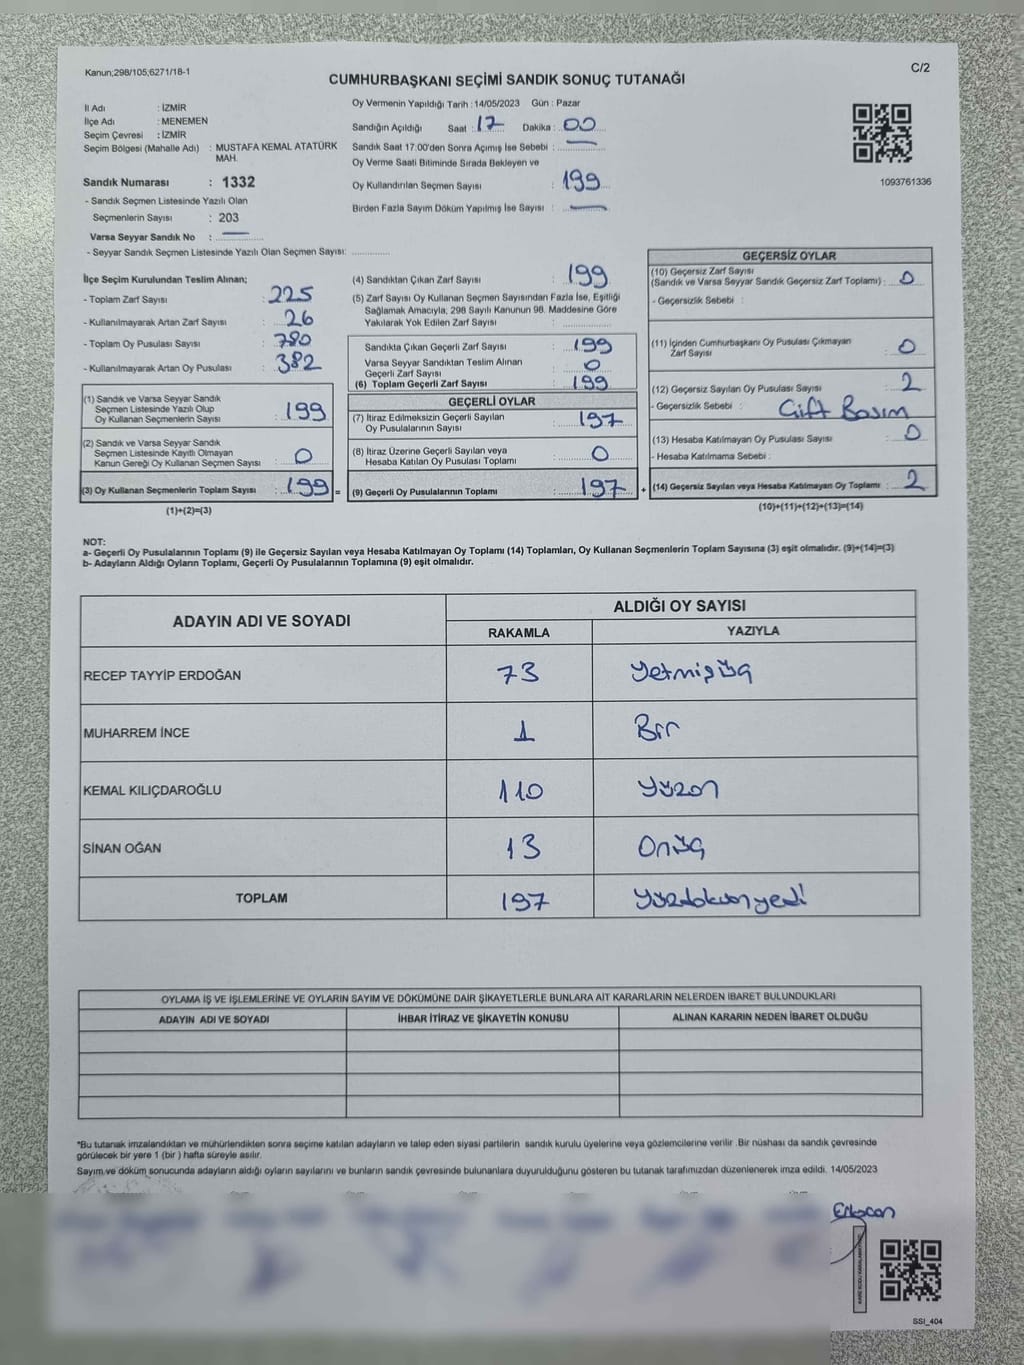 Kanun;298/105;6271/18-1
C/2
CUMHURBAŞKANI SEÇİMİ SANDIK SONUÇ TUTANAĞI
İl Adı : İZMİR
İlçe Adı : MENEMEN
Seçim Çevresi : İZMİR
Seçim Bölgesi (Mahalle Adı) : MUSTAFA KEMAL ATATÜRK
MAH.
Sandık Numarası : 1332
- Sandık Seçmen Listesinde Yazılı Olan
Seçmenlerin Sayısı : 203
Varsa Seyyar Sandık No : —
- Seyyar Sandık Seçmen Listesinde Yazılı Olan Seçmen Sayısı:
Oy Vermenin Yapıldığı Tarih : 14/05/2023 Gün : Pazar
Sandığın Açıldığı Saat : 17 Dakika : 00
Sandık Saat 17:00'den Sonra Açımış İse Sebebi : —
Oy Verme Saati Bitiminde Sırada Bekleyen ve
Oy Kullandırılan Seçmen Sayısı : 199
Birden Fazla Sayım Döküm Yapılmış İse Sayısı : —
1093761336
İlçe Seçim Kurulundan Teslim Alınan;
- Toplam Zarf Sayısı : 225
- Kullanılmayarak Artan Zarf Sayısı : 26
- Toplam Oy Pusulası Sayısı : 780
- Kullanılmayarak Artan Oy Pusulası : 382
(1) Sandık ve Varsa Seyyar Sandık
Seçmen Listesinde Yazılı Olup
Oy Kullanan Seçmenlerin Sayısı : 199
(2) Sandık ve Varsa Seyyar Sandık
Seçmen Listesinde Kayıtlı Olmayan
Kanun Gereği Oy Kullanan Seçmen Sayısı : 0
(3) Oy Kullanan Seçmenlerin Toplam Sayısı : 199 =
(1)+(2)=(3)
(4) Sandıktan Çıkan Zarf Sayısı : 199
(5) Zarf Sayısı Oy Kullanan Seçmen Sayısından Fazla İse, Eşitliği
Sağlamak Amacıyla, 298 Sayılı Kanunun 98. Maddesine Göre
Yakılarak Yok Edilen Zarf Sayısı :
Sandıkta Çıkan Geçerli Zarf Sayısı : 199
Varsa Seyyar Sandıktan Teslim Alınan
Geçerli Zarf Sayısı : 0
(6) Toplam Geçerli Zarf Sayısı : 199
GEÇERLİ OYLAR
(7) İtiraz Edilmeksizin Geçerli Sayılan
Oy Pusulalarının Sayısı : 197
(8) İtiraz Üzerine Geçerli Sayılan veya
Hesaba Katılan Oy Pusulası Toplamı : 0
(9) Geçerli Oy Pusulalarının Toplamı : 197 +
GEÇERSİZ OYLAR
(10) Geçersiz Zarf Sayısı
(Sandık ve Varsa Seyyar Sandık Geçersiz Zarf Toplamı) : 0
- Geçersizlik Sebebi :
(11) İçinden Cumhurbaşkanı Oy Pusulası Çıkmayan
Zarf Sayısı : 0
(12) Geçersiz Sayılan Oy Pusulası Sayısı : 2
- Geçersizlik Sebebi : Çift Basım
(13) Hesaba Katılmayan Oy Pusulası Sayısı : 0
- Hesaba Katılmama Sebebi :
(14) Geçersiz Sayılan veya Hesaba Katılmayan Oy Toplamı : 2
(10)+(11)+(12)+(13)=(14)
NOT:
a- Geçerli Oy Pusulalarının Toplamı (9) ile Geçersiz Sayılan veya Hesaba Katılmayan Oy Toplamı (14) Toplamları, Oy Kullanan Seçmenlerin Toplam Sayısına (3) eşit olmalıdır. (9)+(14)=(3)
b- Adayların Aldığı Oyların Toplamı, Geçerli Oy Pusulalarının Toplamına (9) eşit olmalıdır.
ADAYIN ADI VE SOYADI
ALDIĞI OY SAYISI
RAKAMLA YAZIYLA
RECEP TAYYİP ERDOĞAN 73 Yetmişüç
MUHARREM İNCE 1 Bir
KEMAL KILIÇDAROĞLU 110 Yüzon
SİNAN OĞAN 13 Onüç
TOPLAM 197 Yüzdoksanyedi
OYLAMA İŞ VE İŞLEMLERİNE VE OYLARIN SAYIM VE DÖKÜMÜNE DAİR ŞİKAYETLERLE BUNLARA AİT KARARLARIN NELERDEN İBARET BULUNDUKLARI
ADAYIN ADI VE SOYADI İHBAR İTİRAZ VE ŞİKAYETİN KONUSU ALINAN KARARIN NEDEN İBARET OLDUĞU
*Bu tutanak imzalandıktan ve mühürlendikten sonra seçime katılan adayların ve talep eden siyasi partilerin sandık kurulu üyelerine veya gözlemcilerine verilir .Bir nüshası da sandık çevresinde
görülecek bir yere 1 (bir ) hafta süreyle asılır.
Sayım ve döküm sonucunda adayların aldığı oyların sayılarını ve bunların sandık çevresinde bulunanlara duyurulduğunu gösteren bu tutanak tarafımızdan düzenlenerek imza edildi. 14/05/2023
SSI_404